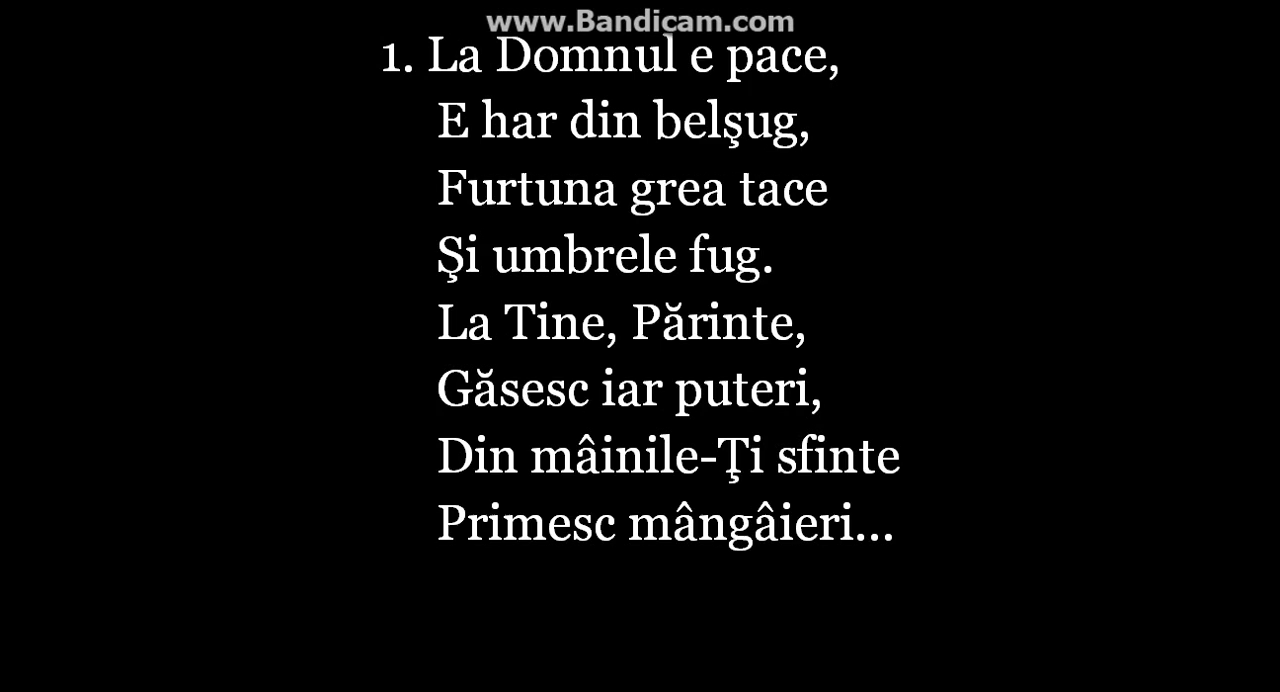 www.Bandicam.com
1. La Domnul e pace,
E har din belşug,
Furtuna grea tace
Şi umbrele fug.
La Tine, Părinte,
Găsesc iar puteri,
Din mâinile-Ţi sfinte
Primesc mângâieri...